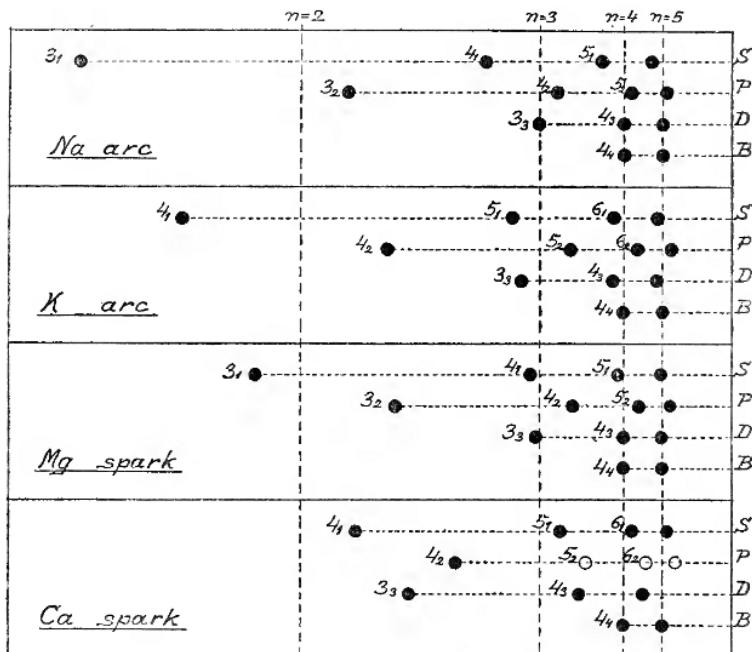 n=2 n=3 n=4 n=5
3₁ 4₁ 5₁ S
3₂ 4₂ 5₂ P
3₃ 4₃ D
Na arc 4₄ B
4₁ 5₁ 6₁ S
4₂ 5₂ 6₂ P
3₃ 4₃ D
K arc 4₄ B
3₁ 4₁ 5₁ S
3₂ 4₂ 5₂ P
3₃ 4₃ D
Mg spark 4₄ B
4₁ 5₁ 6₁ S
4₂ 5₂ 6₂ P
3₃ 4₃ D
Ca spark 4₄ B